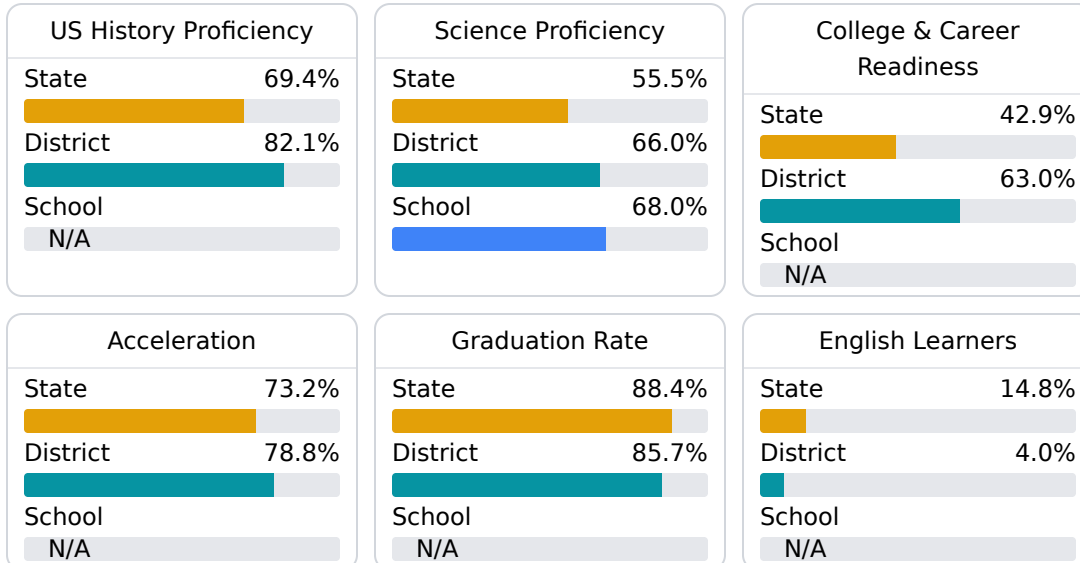 US History Proficiency
State 69.4%
District 82.1%
School
N/A
Science Proficiency
State 55.5%
District 66.0%
School 68.0%
College & Career
Readiness
State 42.9%
District 63.0%
School
N/A
Acceleration
State 73.2%
District 78.8%
School
N/A
Graduation Rate
State 88.4%
District 85.7%
School
N/A
English Learners
State 14.8%
District 4.0%
School
N/A